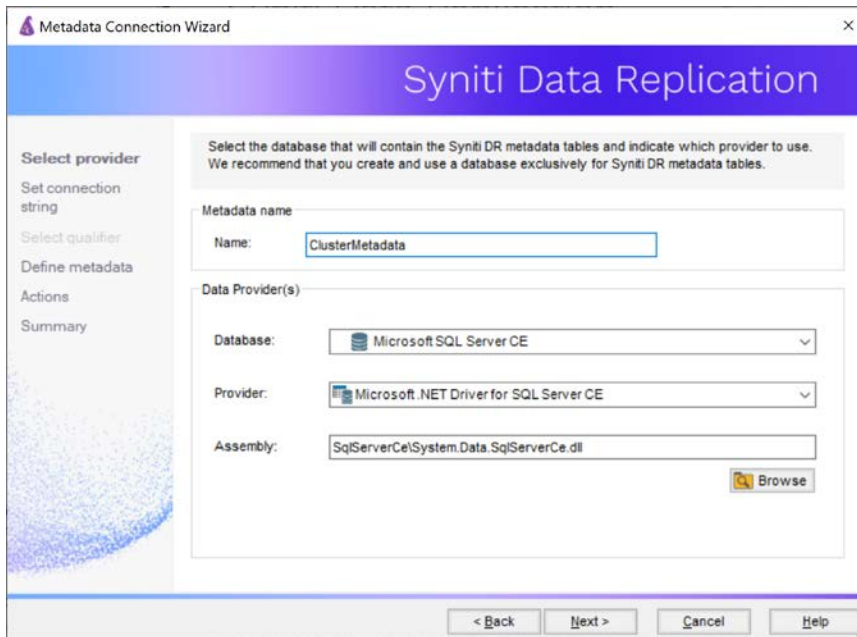 Metadata Connection Wizard
Syniti Data Replication
Select provider
Set connection
string
Select qualifier
Define metadata
Actions
Summary
Select the database that will contain the Syniti DR metadata tables and indicate which provider to use.
We recommend that you create and use a database exclusively for Syniti DR metadata tables.
Metadata name
Name: ClusterMetadata
Data Provider(s)
Database: Microsoft SQL Server CE
Provider: Microsoft .NET Driver for SQL Server CE
Assembly: SqlServerCe\System.Data.SqlServerCe.dll
Browse
< Back Next > Cancel Help